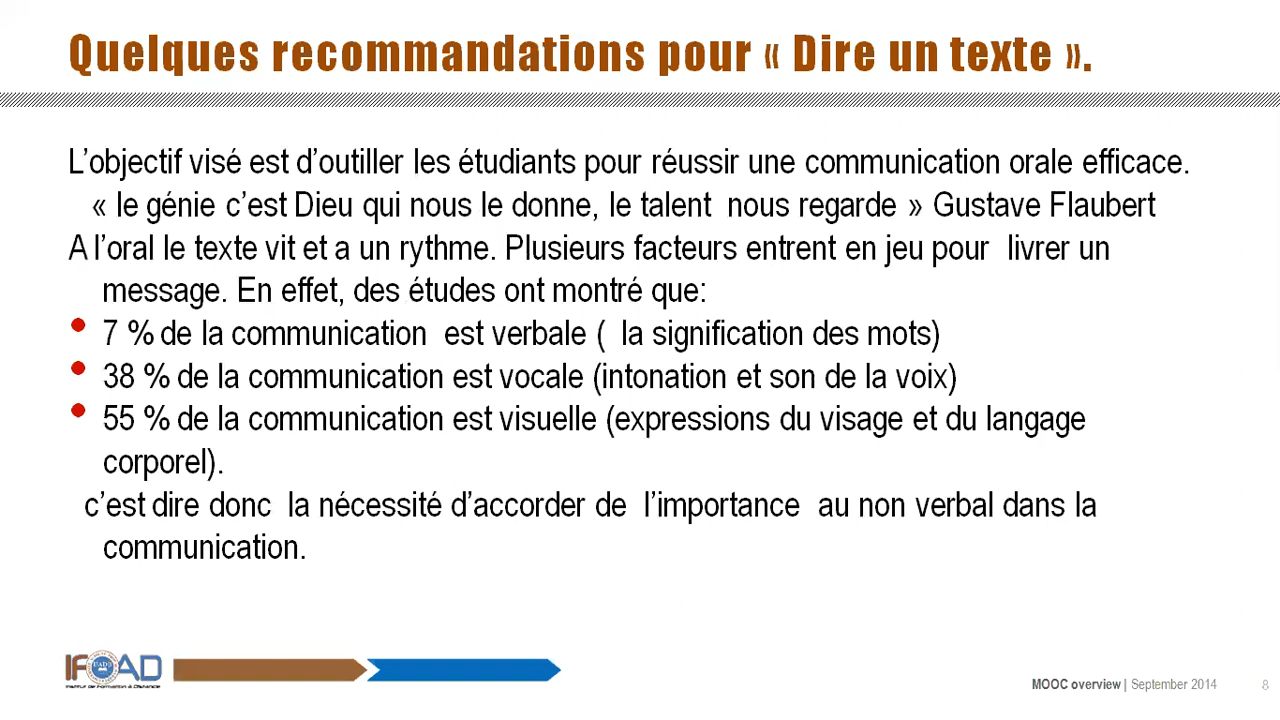 Quelques recommandations pour « Dire un texte ».
L’objectif visé est d’outiller les étudiants pour réussir une communication orale efficace.
« le génie c’est Dieu qui nous le donne, le talent nous regarde » Gustave Flaubert
A l’oral le texte vit et a un rythme. Plusieurs facteurs entrent en jeu pour livrer un
message. En effet, des études ont montré que:
• 7 % de la communication est verbale ( la signification des mots)
• 38 % de la communication est vocale (intonation et son de la voix)
• 55 % de la communication est visuelle (expressions du visage et du langage
corporel).
c’est dire donc la nécessité d’accorder de l’importance au non verbal dans la
communication.
IFOAD
Institut de Formation à Distance
MOOC overview | September 2014 8